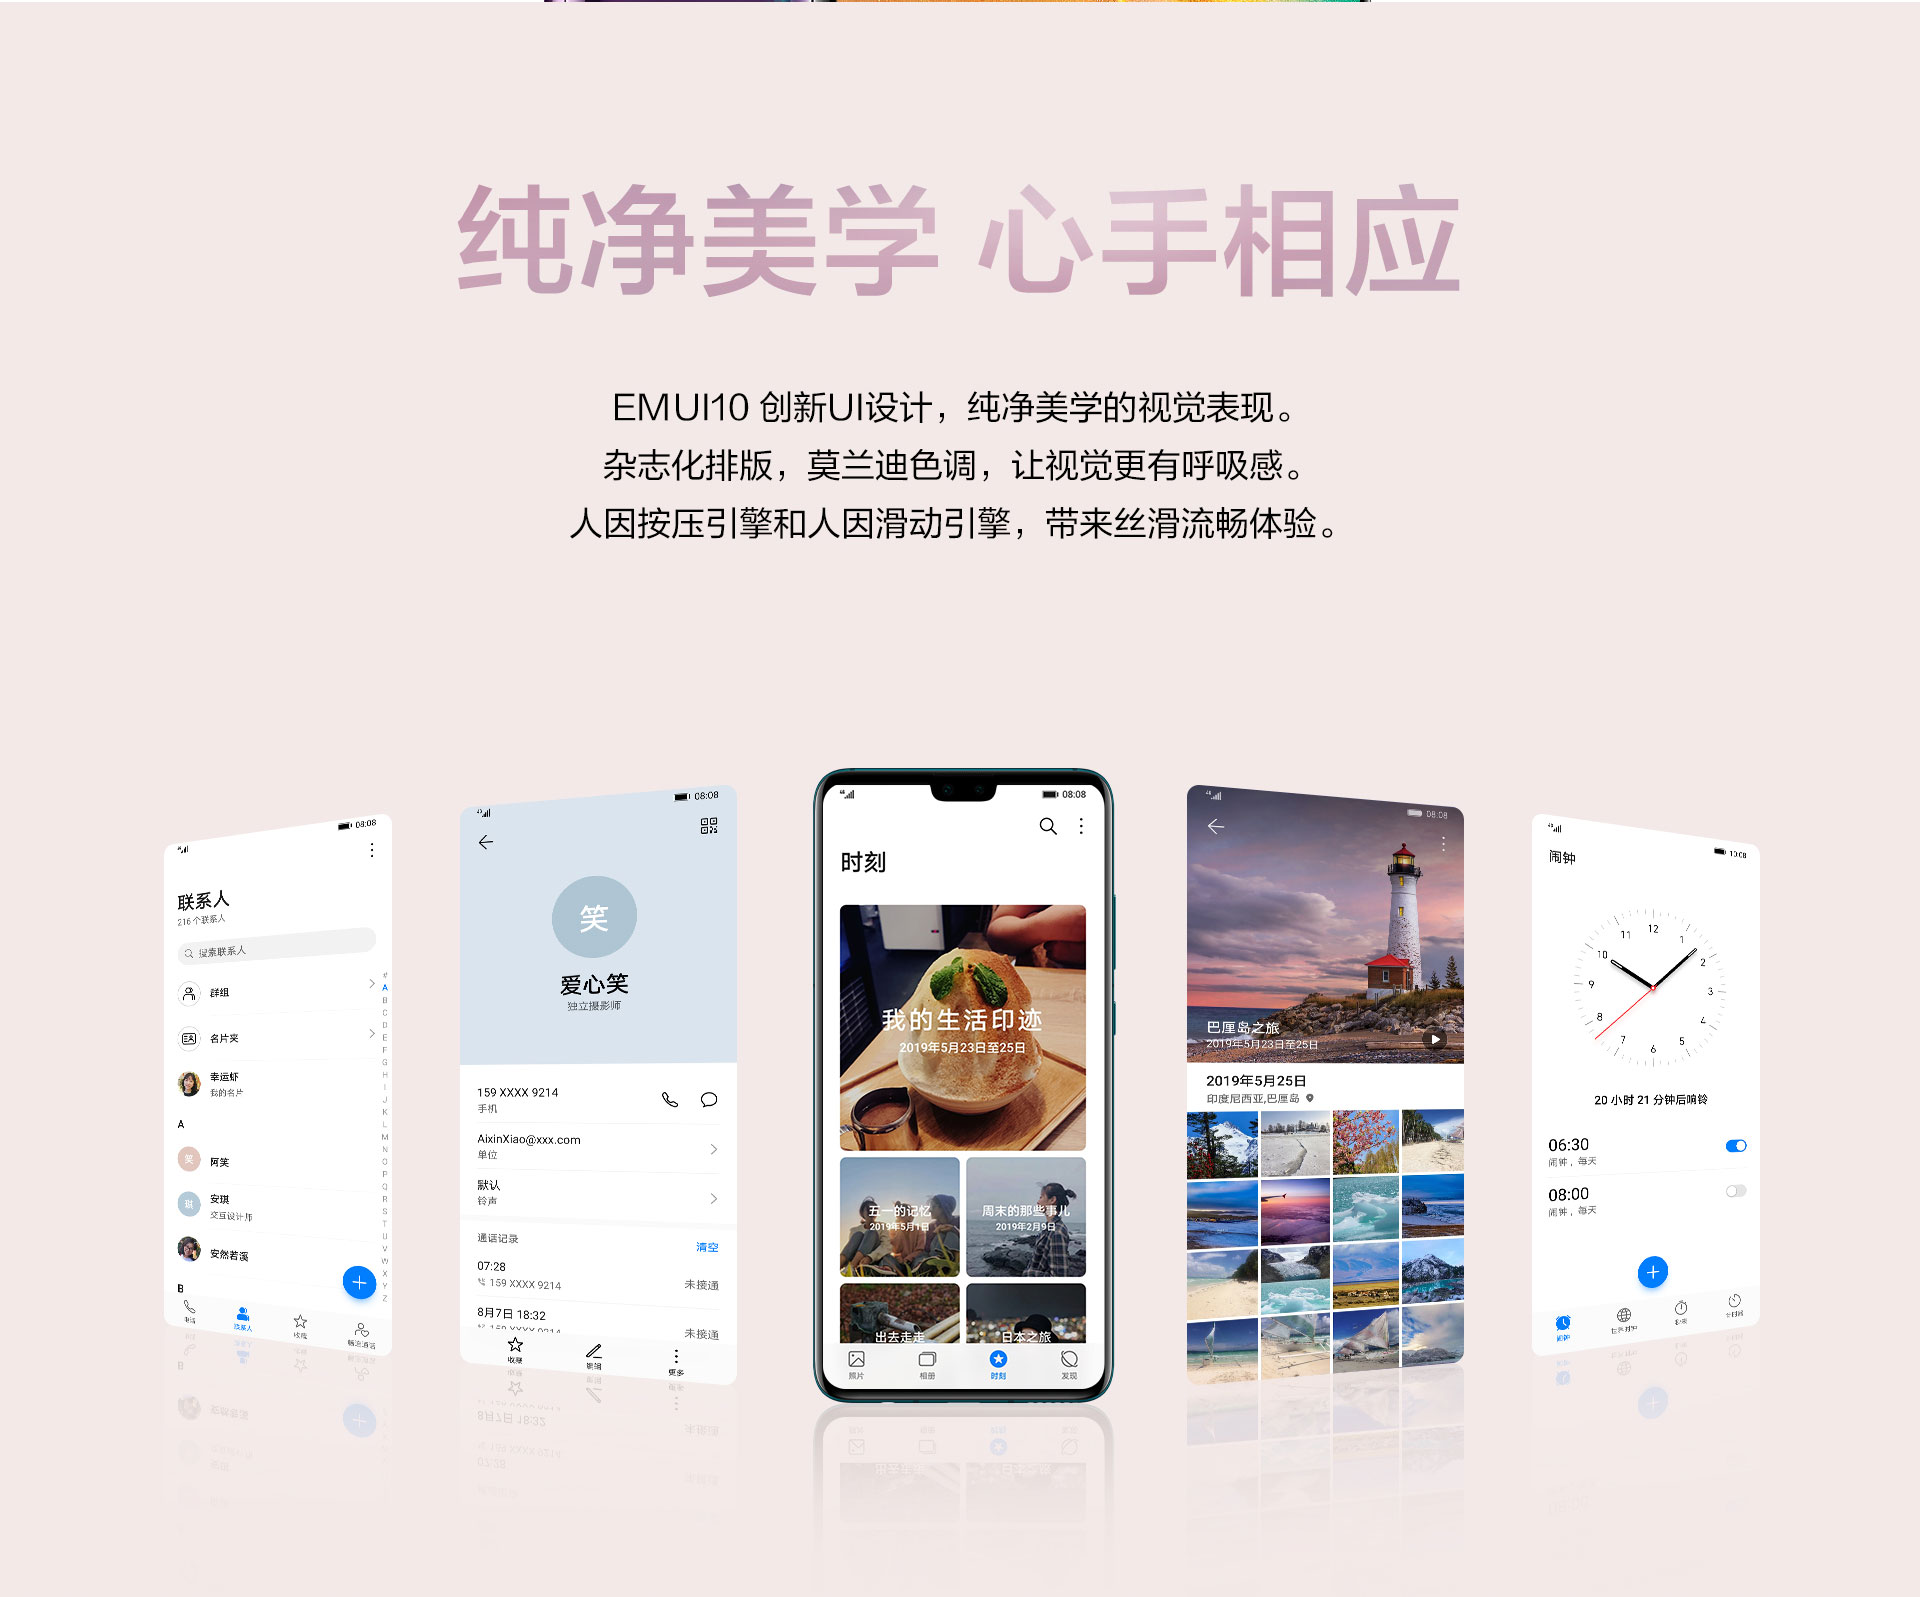 纯净美学 心手相应
EMUI10 创新UI设计，纯净美学的视觉表现。
杂志化排版，莫兰迪色调，让视觉更有呼吸感。
人因按压引擎和人因滑动引擎，带来丝滑流畅体验。
08:08
联系人
216 个联系人
搜索联系人
群组
名片夹
幸运虾
我的名片
A
笑 阿笑
琪 安琪
交互设计师
安然若溪
B
#
A
B
C
D
E
F
G
H
I
J
K
L
M
N
O
P
Q
R
S
T
U
V
W
X
Y
Z
电话 联系人 收藏 畅连通话
08:08
笑
爱心笑
独立摄影师
159 XXXX 9214
手机
AixinXiao@xxx.com
单位
默认
铃声
通话记录 清空
07:28
159 XXXX 9214 未接通
8月7日 18:32
159 XXXX 9214 未接通
收藏 编辑 更多
08:08
时刻
我的生活印迹
2019年5月23日至25日
五一的记忆
2019年5月1日
周末的那些事儿
2019年2月9日
出去走走
日本之旅
照片 相册 时刻 发现
08:08
巴厘岛之旅
2019年5月23日至25日
2019年5月25日
印度尼西亚,巴厘岛
10:08
闹钟
12
1
2
3
4
5
6
7
8
9
10
11
20 小时 21 分钟后响铃
06:30
闹钟，每天
08:00
闹钟，每天
闹钟 世界时钟 秒表 计时器